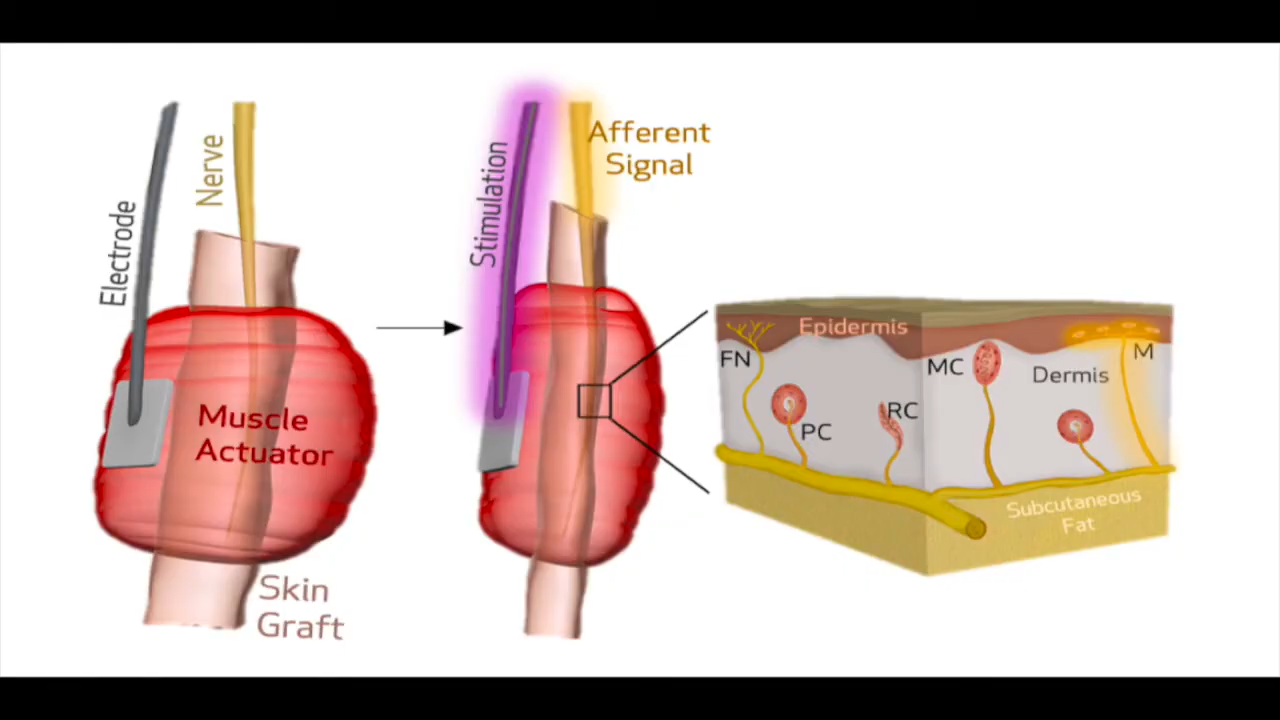 Electrode
Nerve
Muscle
Actuator
Skin
Graft
Stimulation
Afferent
Signal
Epidermis
FN
PC
RC
MC
Dermis
M
Subcutaneous
Fat